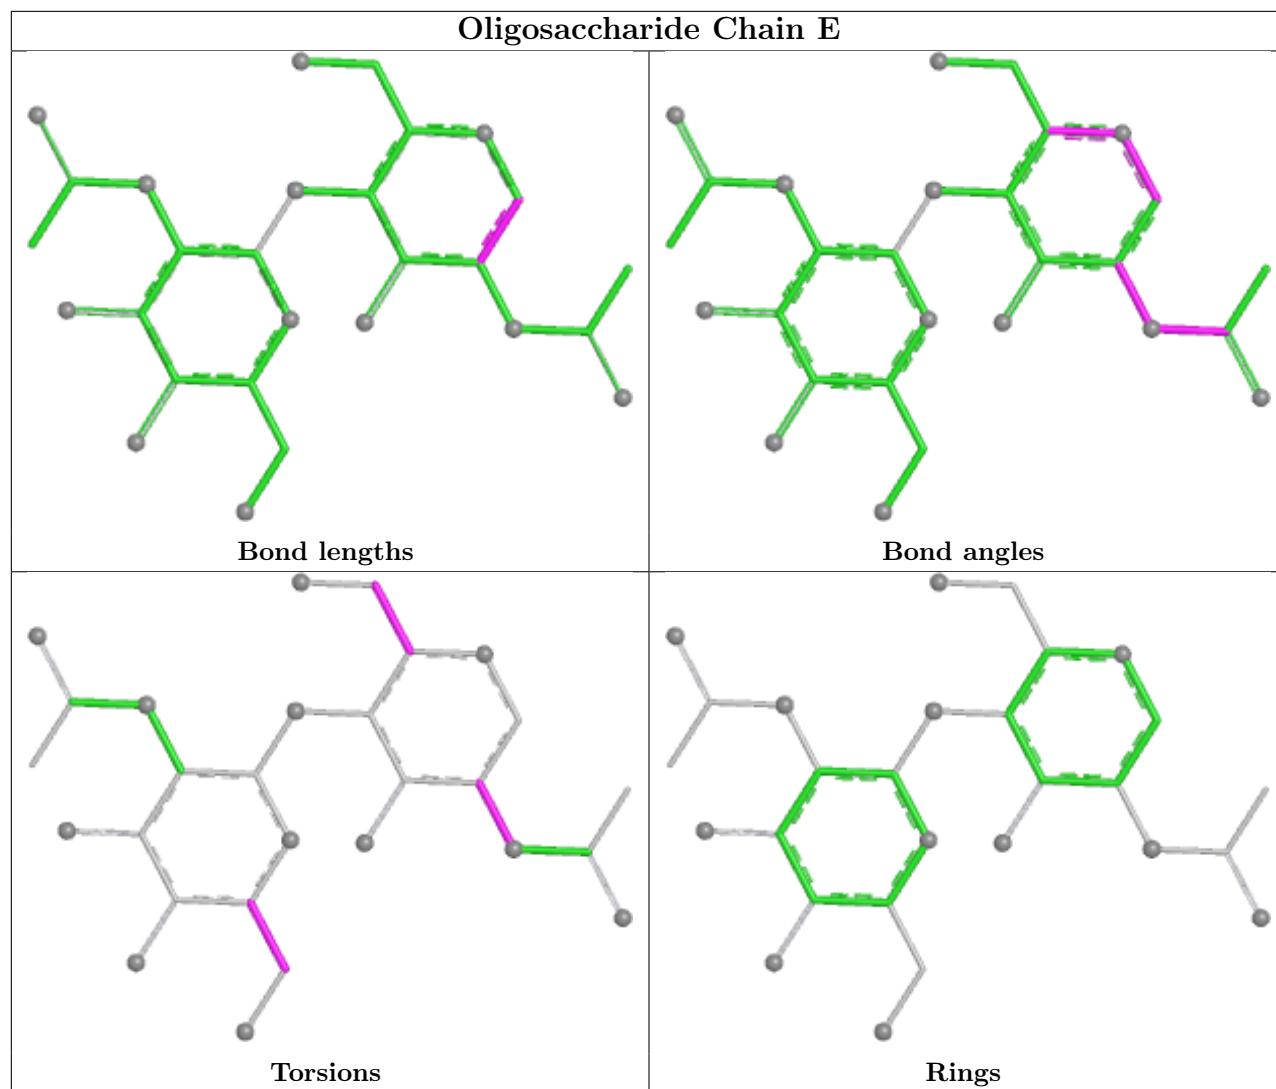 Oligosaccharide Chain E
Bond lengths
Bond angles
Torsions
Rings